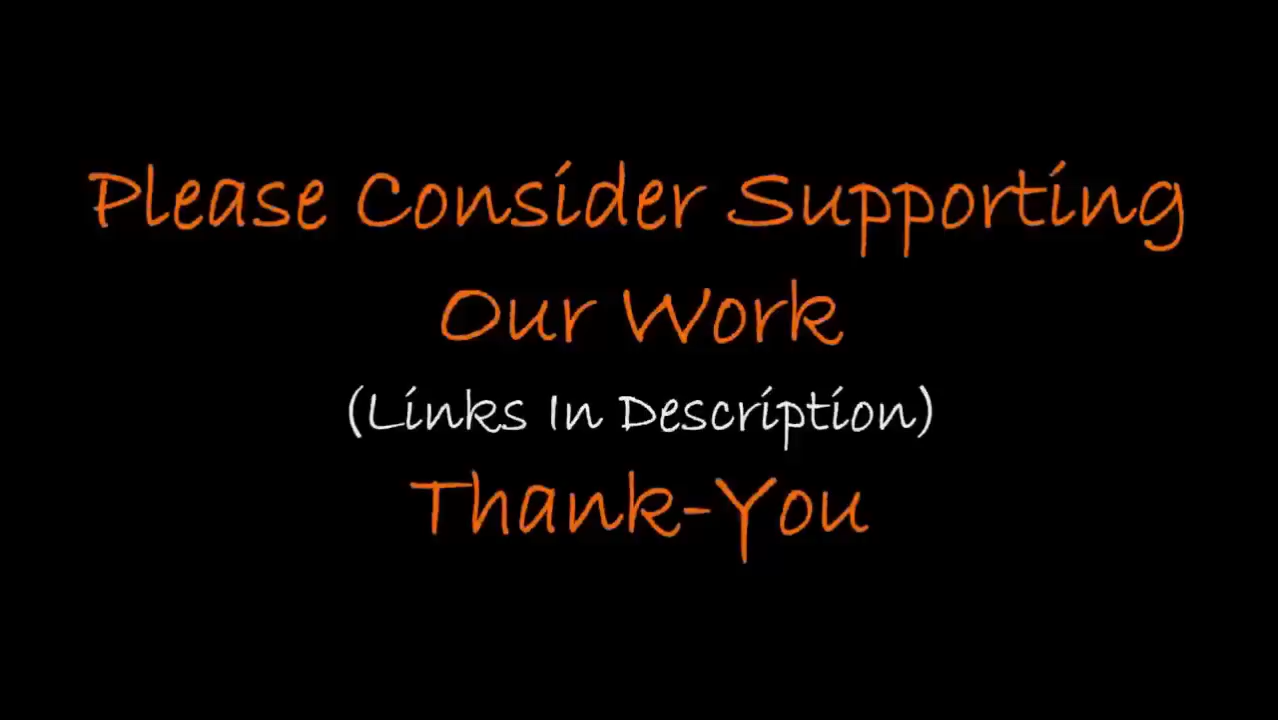 Please Consider Supporting
Our Work
(Links In Description)
Thank-You